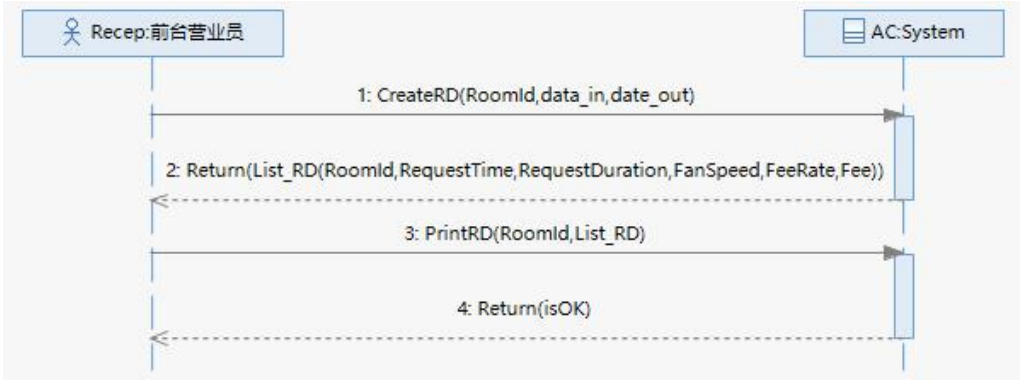 Recep:前台营业员
AC:System
1: CreateRD(RoomId,data_in,date_out)
2: Return(List_RD(RoomId,RequestTime,RequestDuration,FanSpeed,FeeRate,Fee))
3: PrintRD(RoomId,List_RD)
4: Return(isOK)